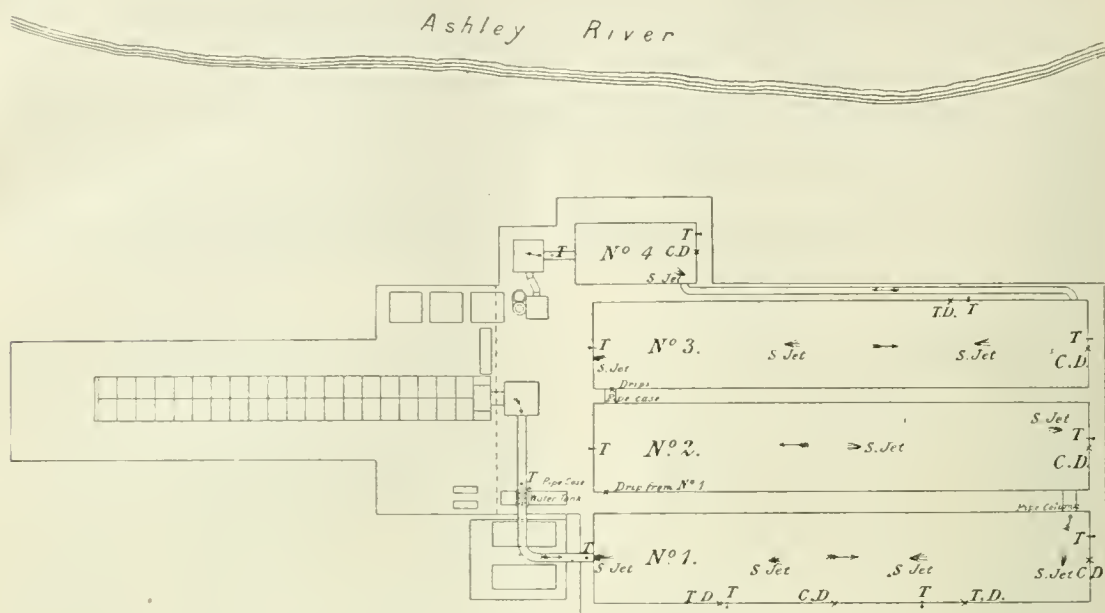 Ashley River
T
Nº 4
T
C.D
S. Jet
T.D.
T
T
Nº 3.
S. Jet
S. Jet
T
S. Jet
C.D.
Drips
Pipe Case
S. Jet
T
Nº 2.
S. Jet
T
C.D.
T
Pipe Case
Water Tank
Drip from Nº 1
Pipe Column
T
S. Jet
Nº 1.
S. Jet
S. Jet
T
S. Jet
C.D
T.D.
T
C.D
T
T.D.